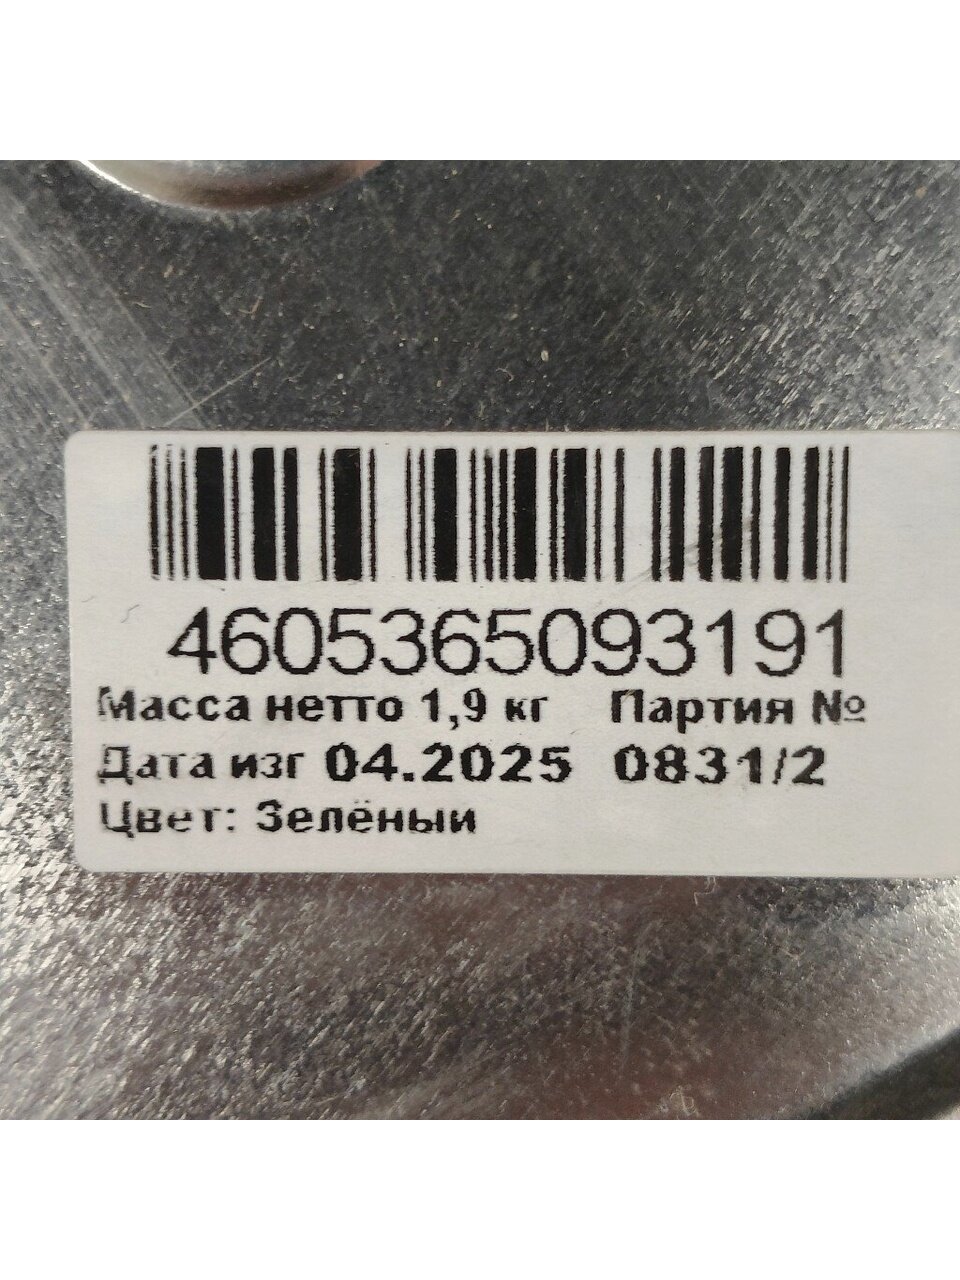 4605365093191
Масса нетто 1,9 кг Партия №
Дата изг 04.2025 0831/2
Цвет: Зелёный